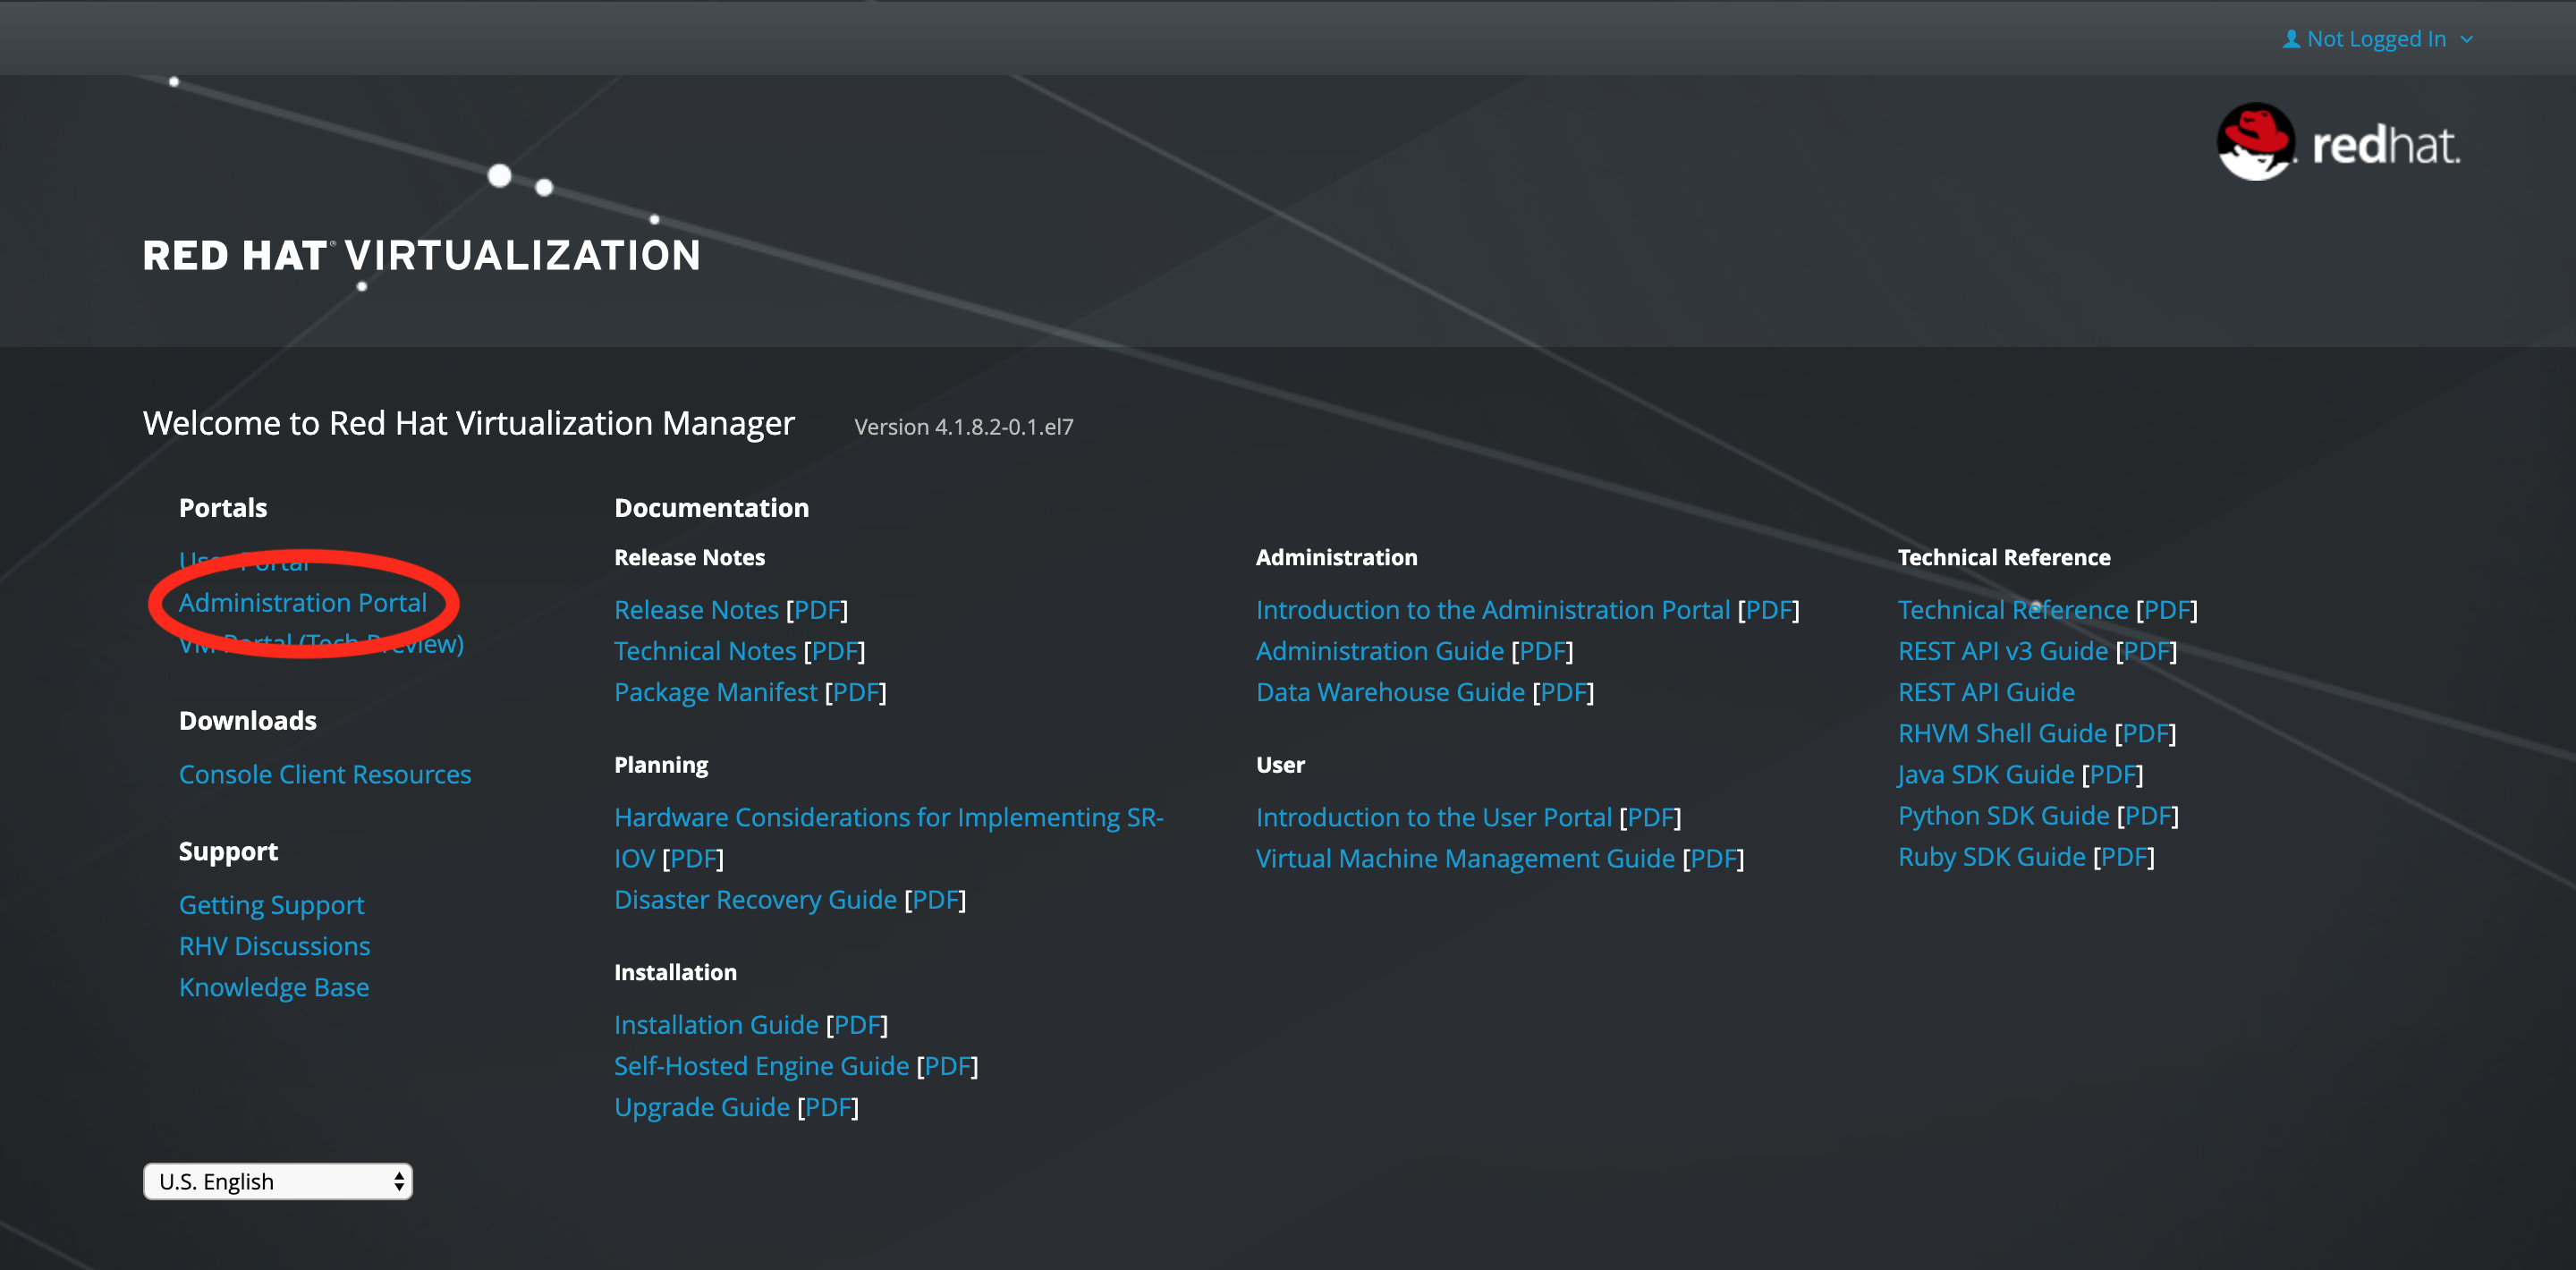 Not Logged In
redhat.
RED HAT® VIRTUALIZATION
Welcome to Red Hat Virtualization Manager
Version 4.1.8.2-0.1.el7
Portals
User Portal
Administration Portal
VM Portal (Tech Preview)
Downloads
Console Client Resources
Support
Getting Support
RHV Discussions
Knowledge Base
Documentation
Release Notes
Release Notes [PDF]
Technical Notes [PDF]
Package Manifest [PDF]
Planning
Hardware Considerations for Implementing SR-
IOV [PDF]
Disaster Recovery Guide [PDF]
Installation
Installation Guide [PDF]
Self-Hosted Engine Guide [PDF]
Upgrade Guide [PDF]
Administration
Introduction to the Administration Portal [PDF]
Administration Guide [PDF]
Data Warehouse Guide [PDF]
User
Introduction to the User Portal [PDF]
Virtual Machine Management Guide [PDF]
Technical Reference
Technical Reference [PDF]
REST API v3 Guide [PDF]
REST API Guide
RHVM Shell Guide [PDF]
Java SDK Guide [PDF]
Python SDK Guide [PDF]
Ruby SDK Guide [PDF]
U.S. English